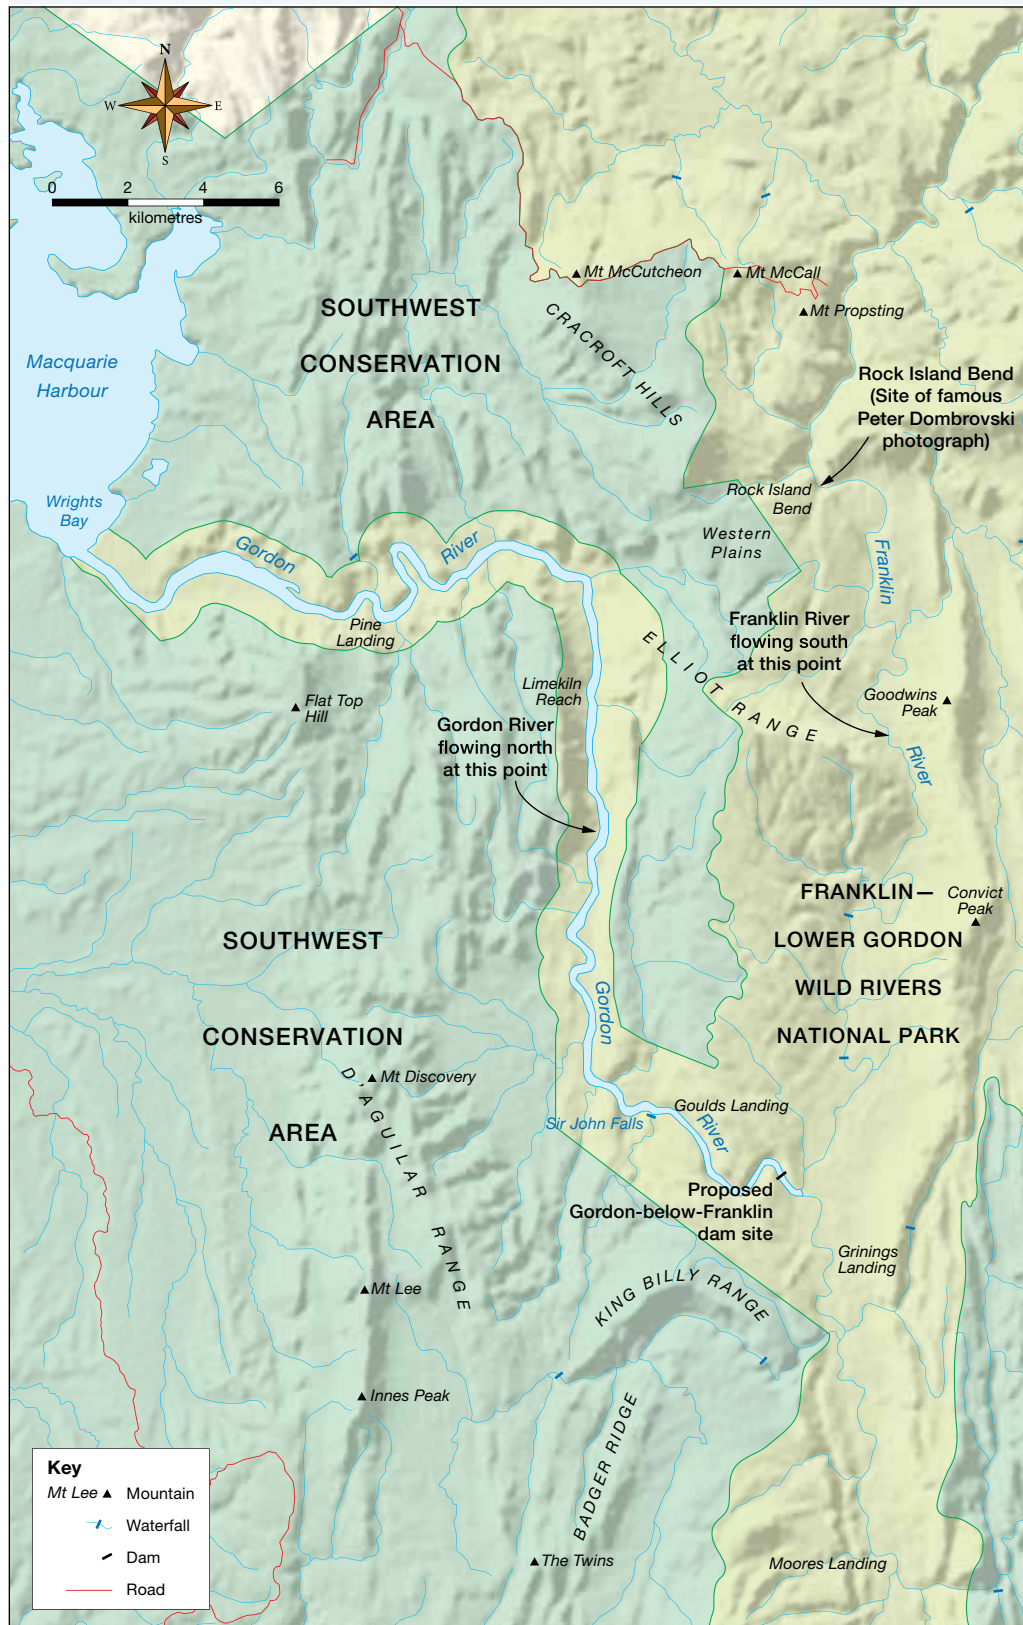 N
W
E
S
0
2
4
6
kilometres
Mt McCutcheon
Mt McCall
Mt Propsting
SOUTHWEST
CONSERVATION
AREA
CRACROFT HILLS
Macquarie
Harbour
Rock Island Bend
(Site of famous
Peter Dombrovski
photograph)
Rock Island
Bend
Wrights
Bay
Western
Plains
Gordon
River
Franklin
Pine
Landing
Franklin River
flowing south
at this point
ELLIOT RANGE
Limekiln
Reach
Goodwins
Peak
Flat Top
Hill
Gordon River
flowing north
at this point
River
FRANKLIN—
LOWER GORDON
WILD RIVERS
NATIONAL PARK
Convict
Peak
SOUTHWEST
CONSERVATION
AREA
Gordon
Mt Discovery
D'AGUILAR RANGE
Goulds Landing
Sir John Falls
River
Proposed
Gordon-below-Franklin
dam site
Grinings
Landing
Mt Lee
KING BILLY RANGE
Innes Peak
BADGER RIDGE
The Twins
Moores Landing
Key
Mt Lee
Mountain
Waterfall
Dam
Road